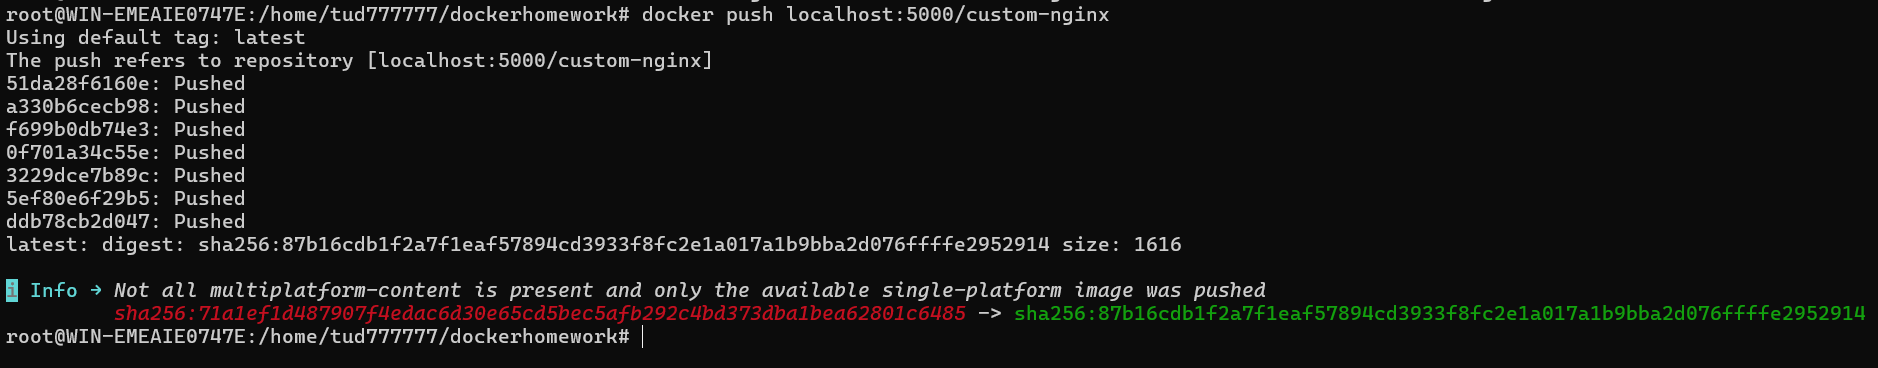 root@WIN-EMEAIE0747E:/home/tud777777/dockerhomework# docker push localhost:5000/custom-nginx
Using default tag: latest
The push refers to repository [localhost:5000/custom-nginx]
51da28f6160e: Pushed
a330b6cecb98: Pushed
f699b0db74e3: Pushed
0f701a34c55e: Pushed
3229dce7b89c: Pushed
5ef80e6f29b5: Pushed
ddb78cb2d047: Pushed
latest: digest: sha256:87b16cdb1f2a7f1eaf57894cd3933f8fc2e1a017a1b9bba2d076ffffe2952914 size: 1616
i Info → Not all multiplatform-content is present and only the available single-platform image was pushed
sha256:71a1ef1d487907f4edac6d30e65cd5bec5afb292c4bd373dba1bea62801c6485 -> sha256:87b16cdb1f2a7f1eaf57894cd3933f8fc2e1a017a1b9bba2d076ffffe2952914
root@WIN-EMEAIE0747E:/home/tud777777/dockerhomework#